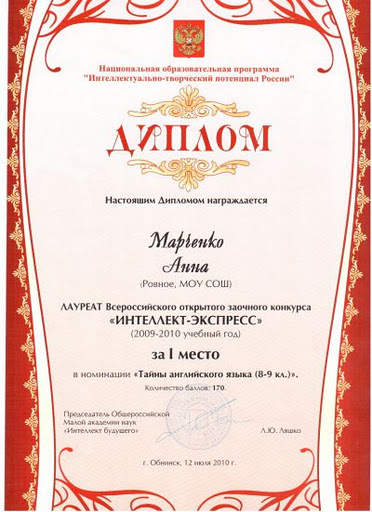 Национальная образовательная программа
"Интеллектуально-творческий потенциал России"
ДИПЛОМ
Настоящим Дипломом награждается
Марченко
Анна
(Ровное, МОУ СОШ)
ЛАУРЕАТ Всероссийского открытого заочного конкурса
«ИНТЕЛЛЕКТ-ЭКСПРЕСС»
(2009-2010 учебный год)
за I место
в номинации «Тайны английского языка (8-9 кл.)».
Количество баллов: 170.
Председатель Общероссийской
Малой академии наук
«Интеллект будущего»
Л.Ю. Ляшко
г. Обнинск, 12 июля 2010 г.